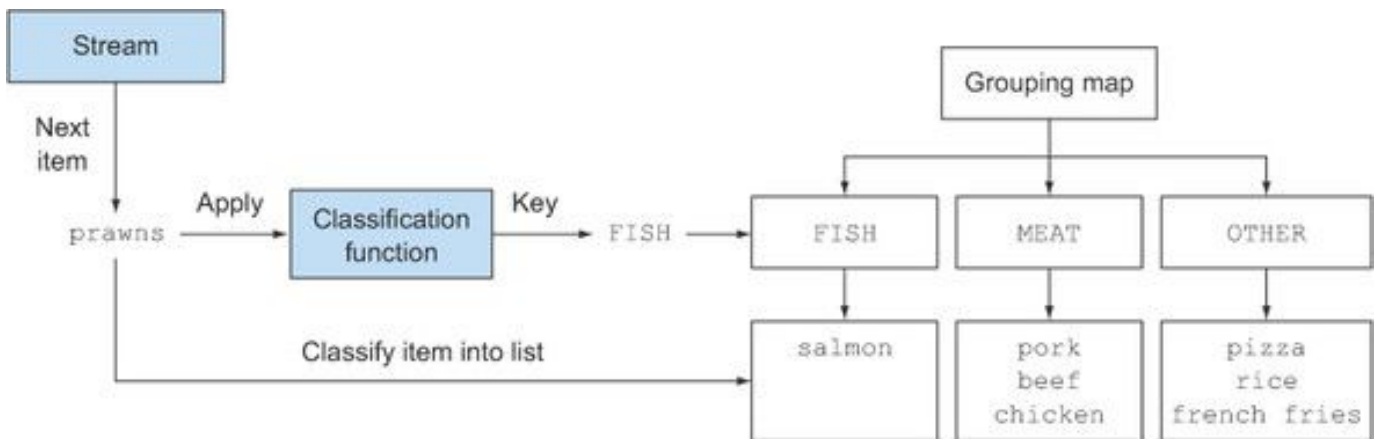 Stream
Grouping map
Next
item
Apply
Key
prawns
Classification
function
FISH
FISH
MEAT
OTHER
Classify item into list
salmon
pork
beef
chicken
pizza
rice
french fries